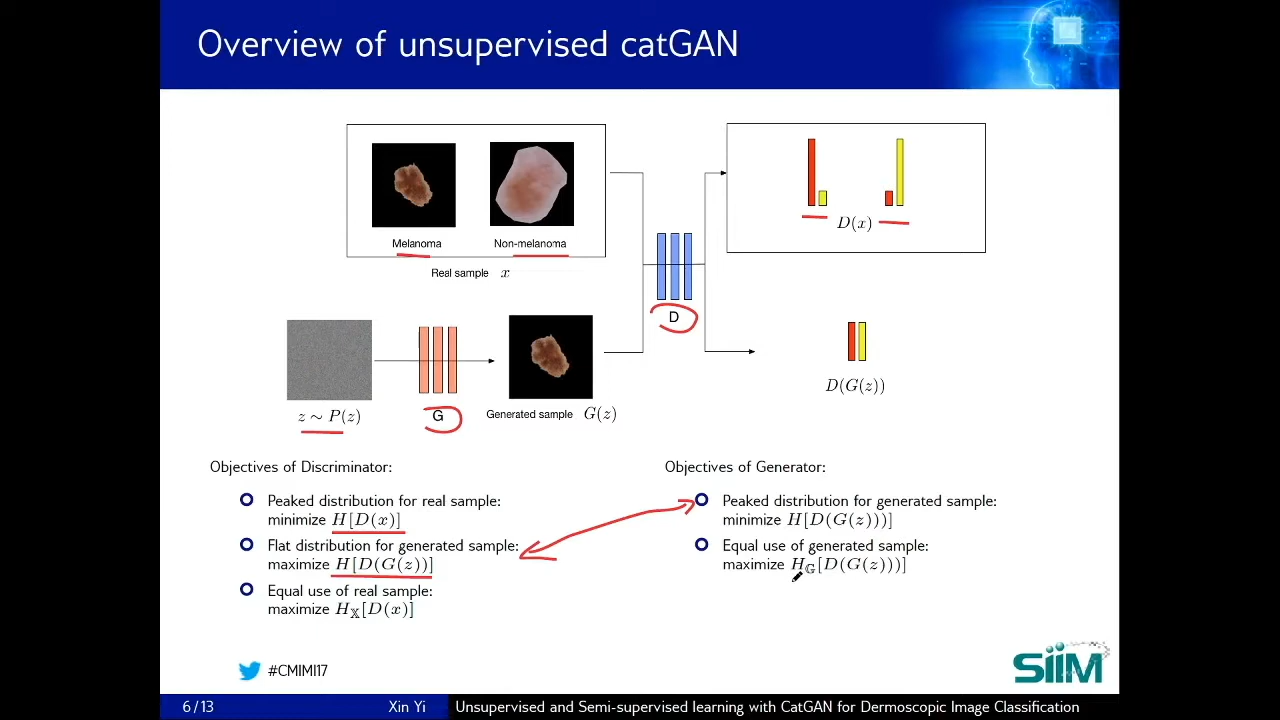 Overview of unsupervised catGAN
Melanoma
Non-melanoma
Real sample x
D(x)
D
z ∼ P(z)
G
Generated sample G(z)
D(G(z))
Objectives of Discriminator:
Peaked distribution for real sample:
minimize H[D(x)]
Flat distribution for generated sample:
maximize H[D(G(z))]
Equal use of real sample:
maximize H𝕏[D(x)]
Objectives of Generator:
Peaked distribution for generated sample:
minimize H[D(G(z)))]
Equal use of generated sample:
maximize H𝔾[D(G(z)))]
#CMIMI17
SiiM
6/13
Xin Yi
Unsupervised and Semi-supervised learning with CatGAN for Dermoscopic Image Classification